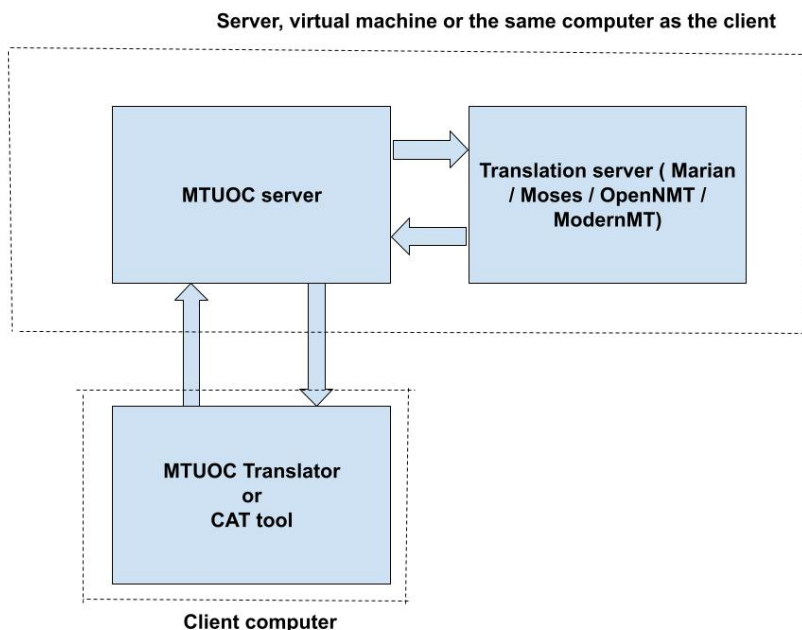 Server, virtual machine or the same computer as the client
MTUOC server
Translation server ( Marian
/ Moses / OpenNMT /
ModernMT)
MTUOC Translator
or
CAT tool
Client computer